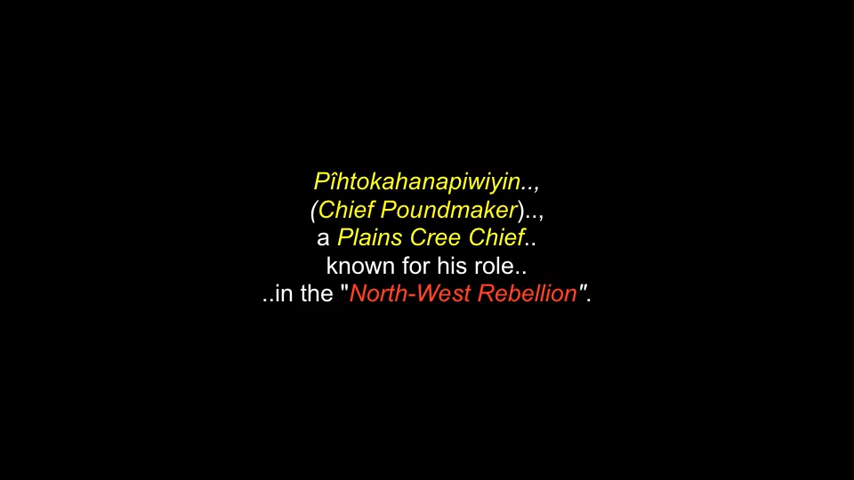 Pîhtokahanapiwiyin..,
(Chief Poundmaker)..,
a Plains Cree Chief..
known for his role..
..in the "North-West Rebellion".